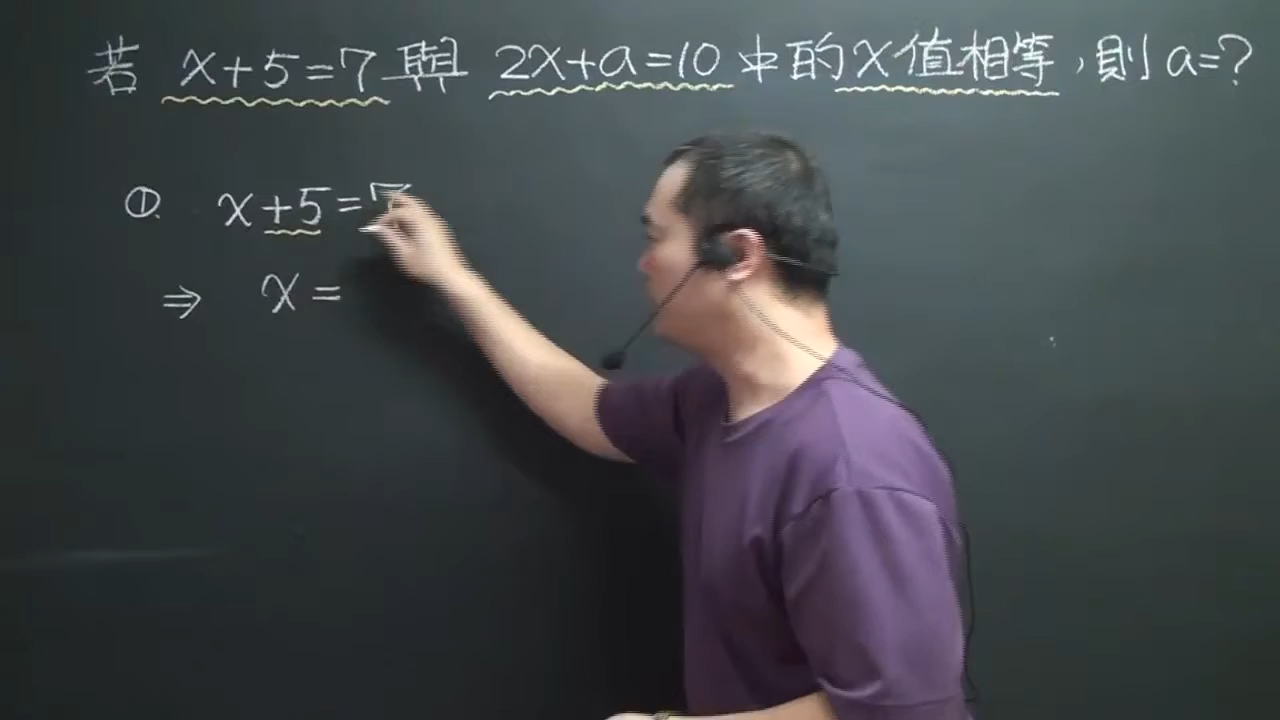 若 x+5=7 與 2x+a=10 中的 x 值相等，則 a=?
①. x+5=7
⇒ x=